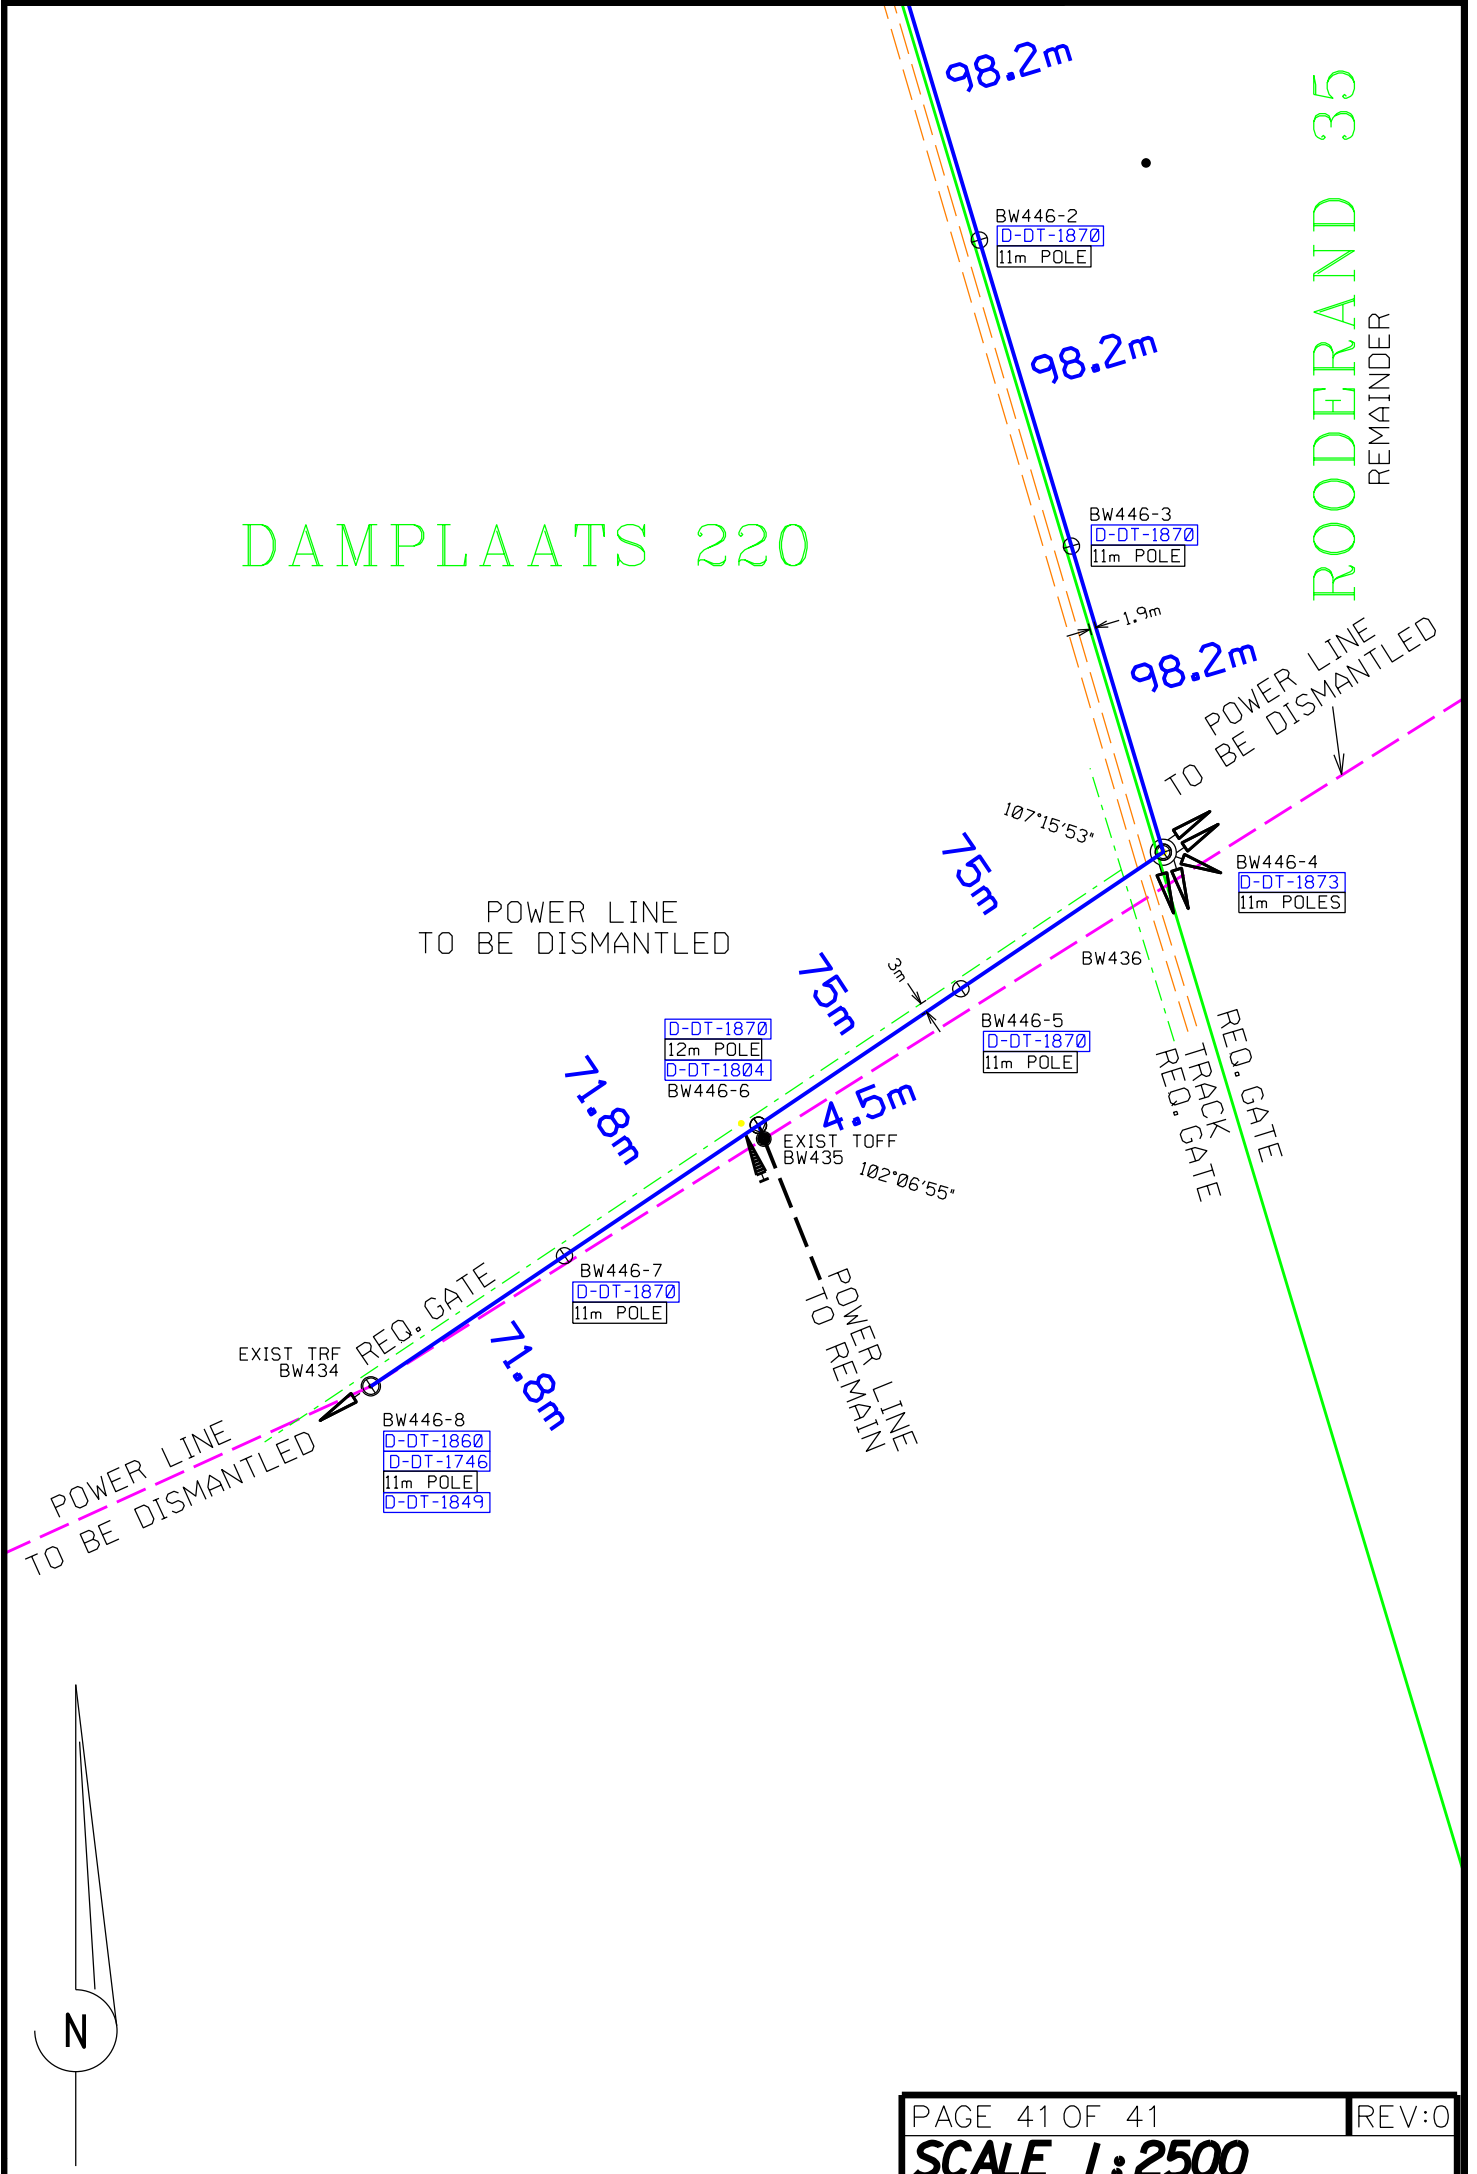 98.2m
ROODERAND 35
REMAINDER
BW446-2
D-DT-1870
11m POLE
98.2m
DAMPLAATS 220
BW446-3
D-DT-1870
11m POLE
1.9m
98.2m
POWER LINE
TO BE DISMANTLED
107°15'53"
75m
BW446-4
D-DT-1873
11m POLES
POWER LINE
TO BE DISMANTLED
BW436
75m
3m
BW446-5
D-DT-1870
11m POLE
REQ. GATE
TRACK
REQ. GATE
D-DT-1870
12m POLE
D-DT-1804
BW446-6
4.5m
71.8m
EXIST TOFF
BW435
102°06'55"
BW446-7
D-DT-1870
11m POLE
POWER LINE
TO REMAIN
REQ. GATE
EXIST TRF
BW434
71.8m
BW446-8
D-DT-1860
D-DT-1746
11m POLE
D-DT-1849
POWER LINE
TO BE DISMANTLED
N
PAGE 41 OF 41
REV:0
SCALE 1:2500